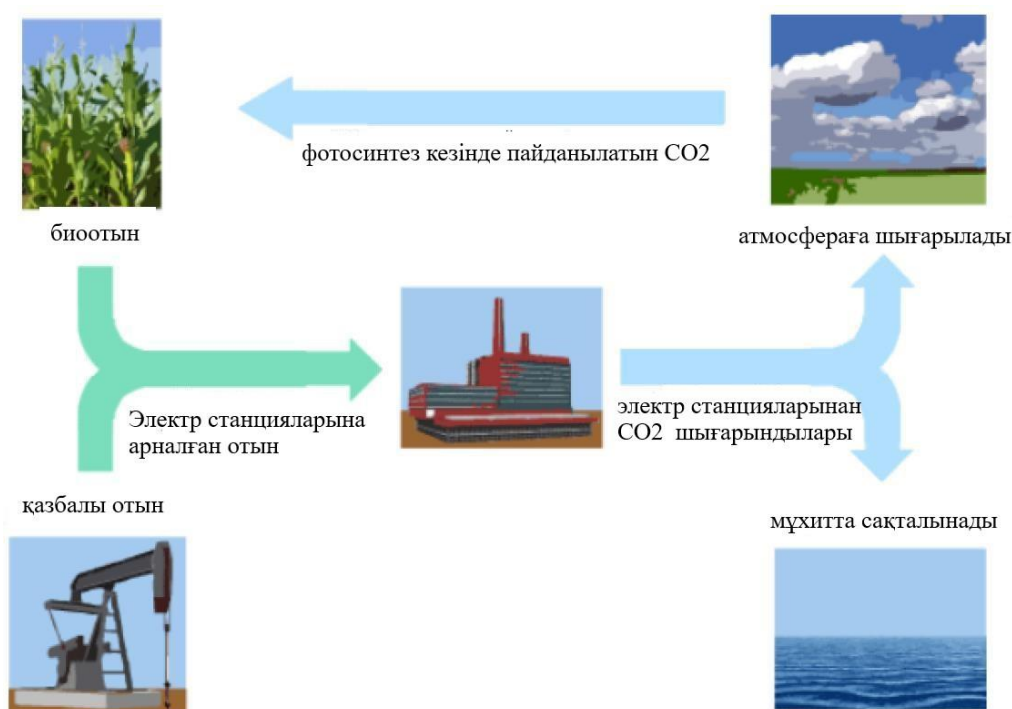 фотосинтез кезінде пайданылатын CO2
биоотын
атмосфераға шығарылады
Электр станцияларына
арналған отын
электр станцияларынан
CO2 шығарындылары
қазбалы отын
мұхитта сақталынады